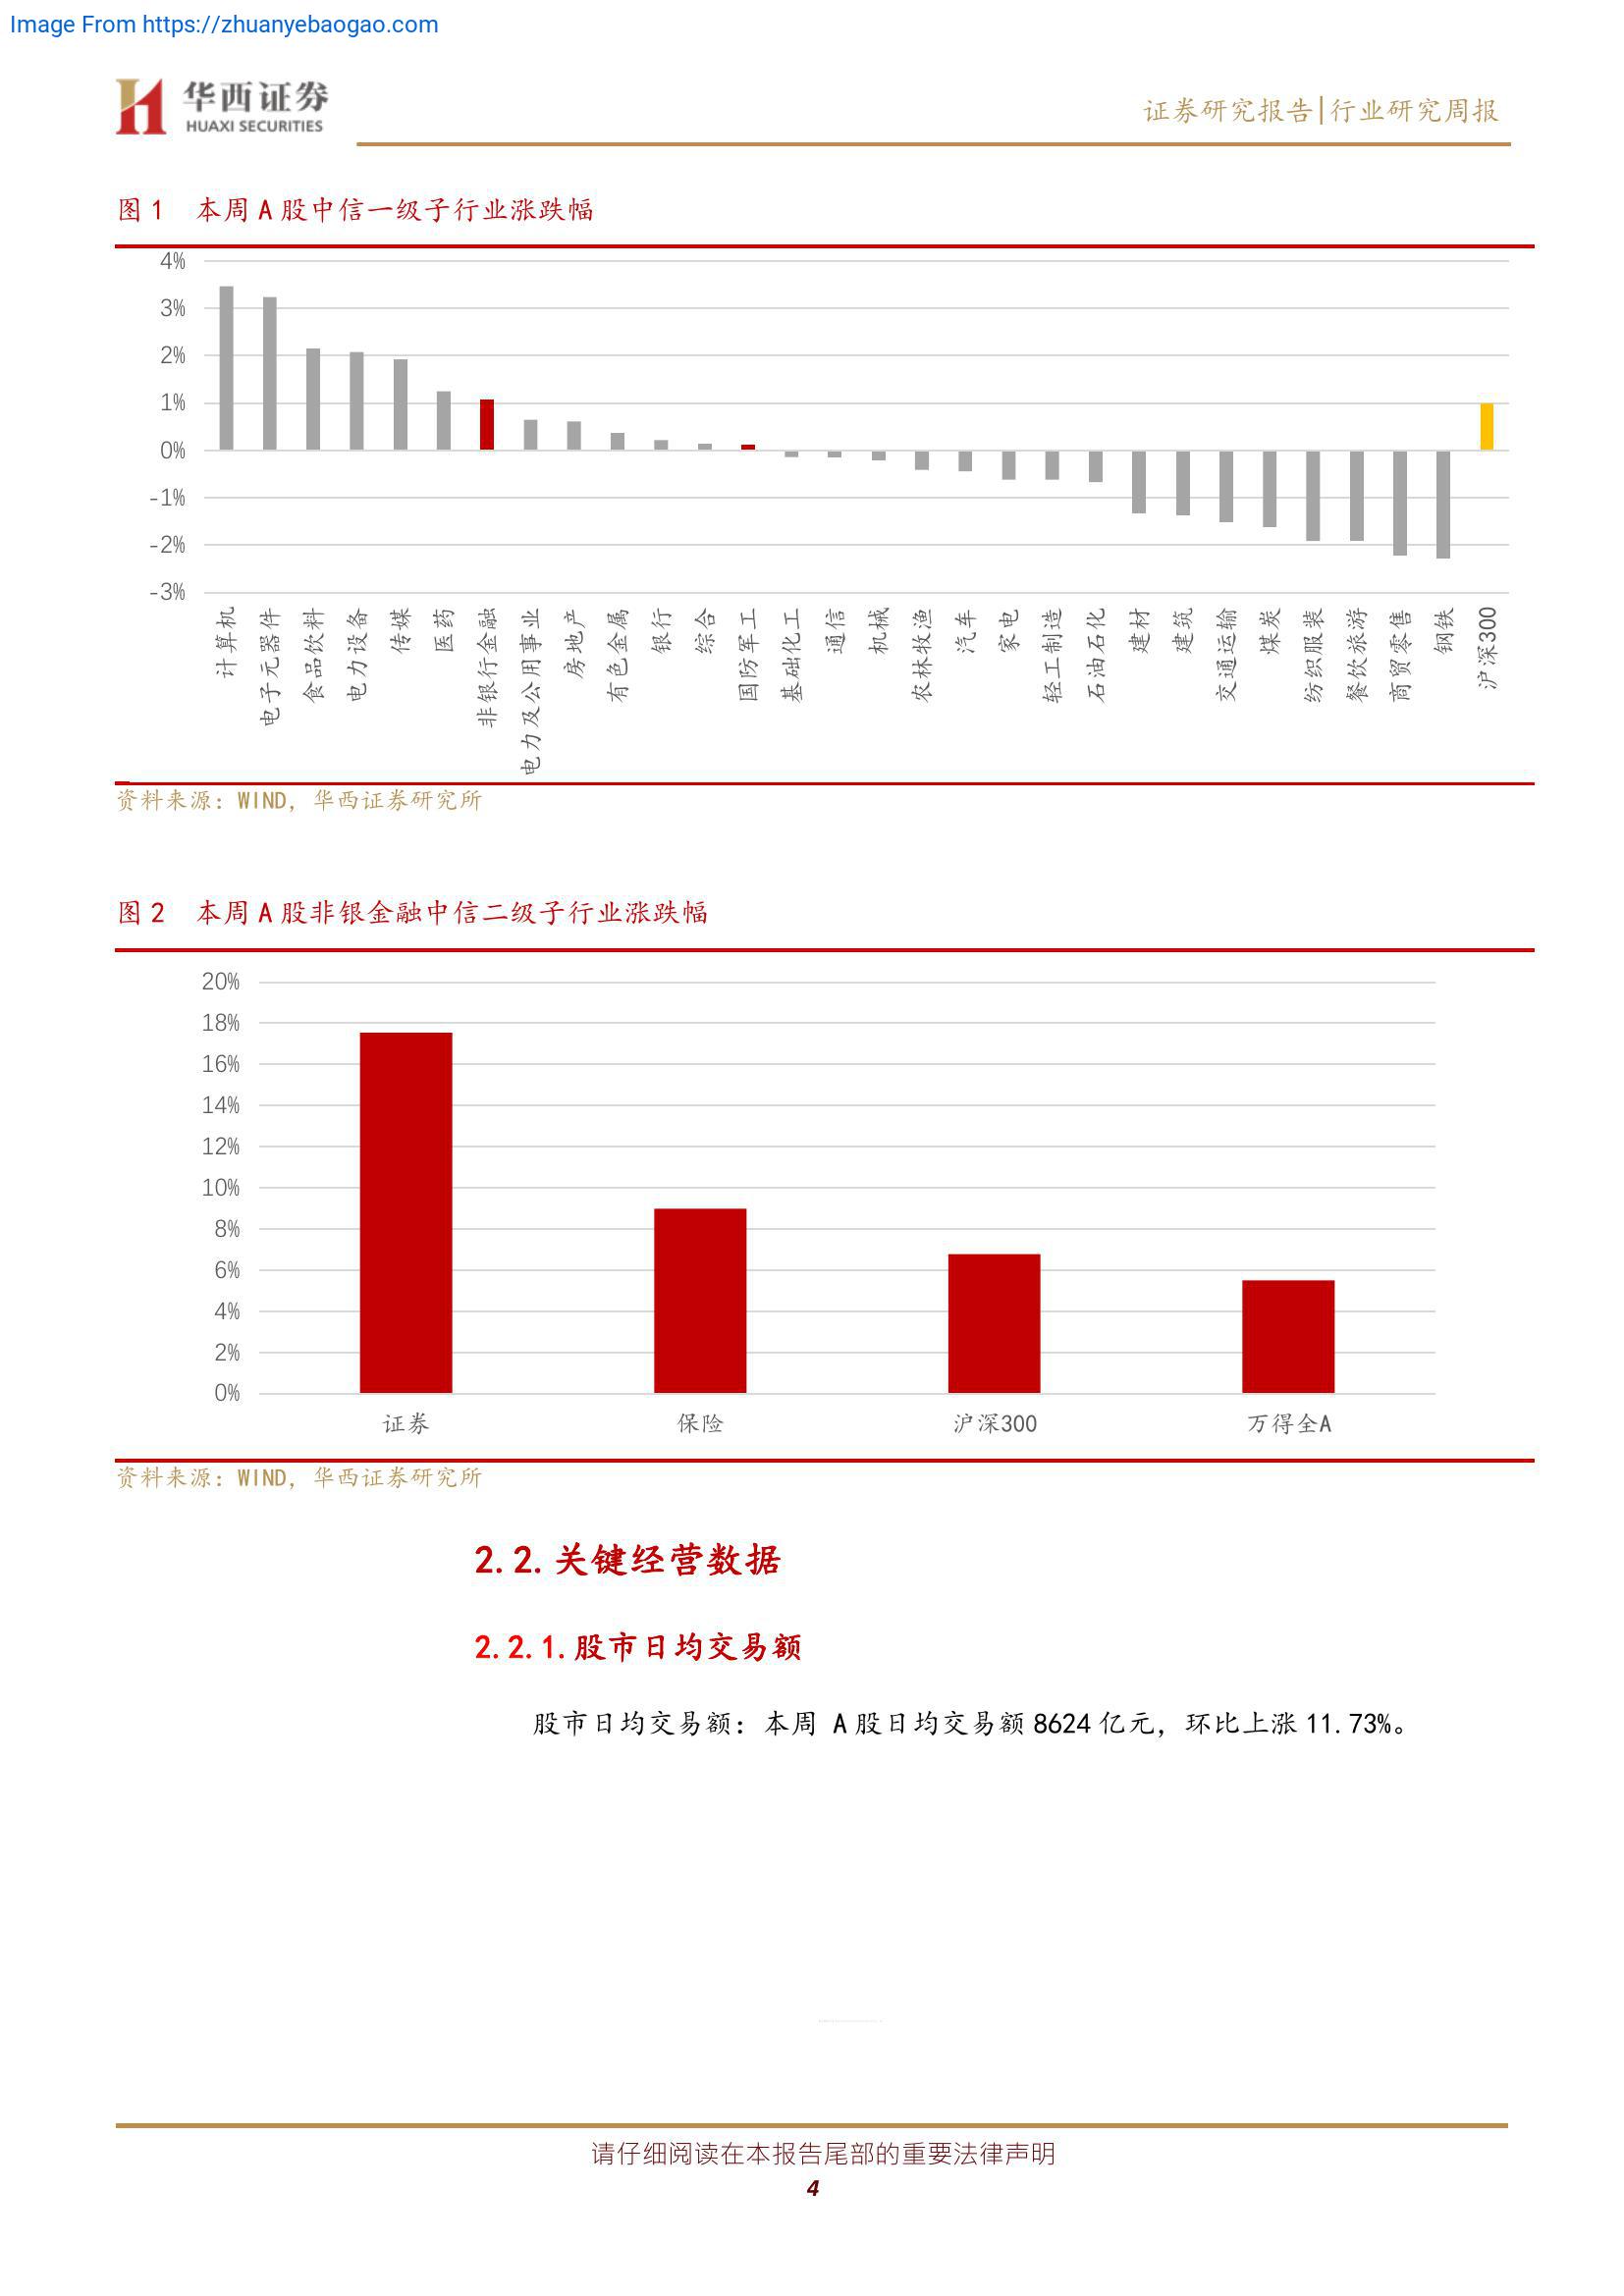 Image From https://zhuanyebaogao.com
华西证券
HUAXI SECURITIES
证券研究报告|行业研究周报
图 1 本周 A 股中信一级子行业涨跌幅
4%
3%
2%
1%
0%
-1%
-2%
-3%
计算机
电子元器件
食品饮料
电力设备
传媒
医药
非银行金融
电力及公用事业
房地产
有色金属
银行
综合
国防军工
基础化工
通信
机械
农林牧渔
汽车
家电
轻工制造
石油石化
建材
建筑
交通运输
煤炭
纺织服装
餐饮旅游
商贸零售
钢铁
沪深300
资料来源：WIND，华西证券研究所
图 2 本周 A 股非银金融中信二级子行业涨跌幅
20%
18%
16%
14%
12%
10%
8%
6%
4%
2%
0%
证券
保险
沪深300
万得全A
资料来源：WIND，华西证券研究所
2.2.关键经营数据
2.2.1.股市日均交易额
股市日均交易额：本周 A 股日均交易额 8624 亿元，环比上涨 11.73%。
请仔细阅读在本报告尾部的重要法律声明
4